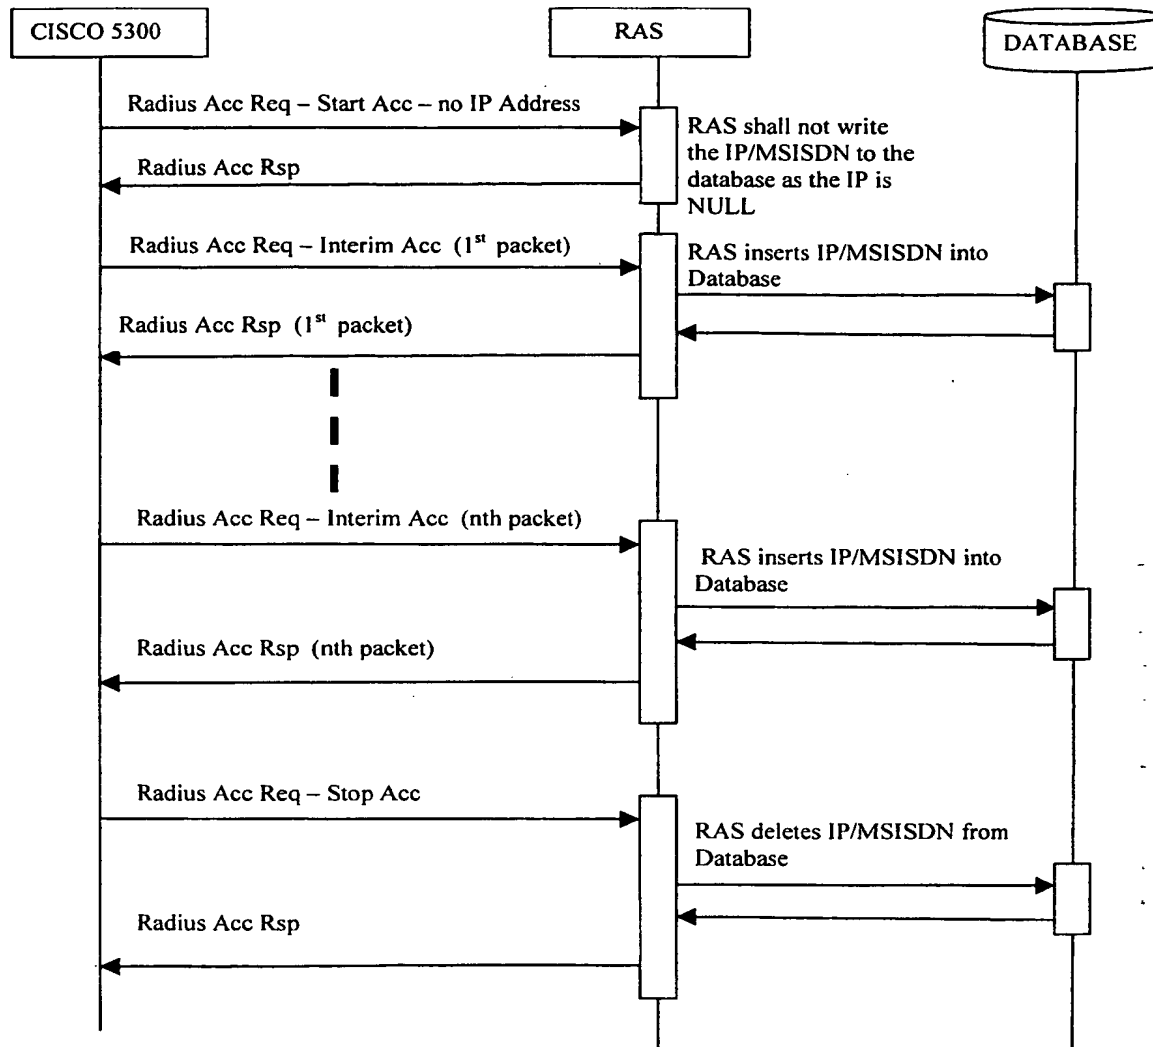 CISCO 5300
RAS
DATABASE
Radius Acc Req – Start Acc – no IP Address
RAS shall not write
the IP/MSISDN to the
database as the IP is
NULL
Radius Acc Rsp
Radius Acc Req – Interim Acc (1st packet)
RAS inserts IP/MSISDN into
Database
Radius Acc Rsp (1st packet)
Radius Acc Req – Interim Acc (nth packet)
RAS inserts IP/MSISDN into
Database
Radius Acc Rsp (nth packet)
Radius Acc Req – Stop Acc
RAS deletes IP/MSISDN from
Database
Radius Acc Rsp